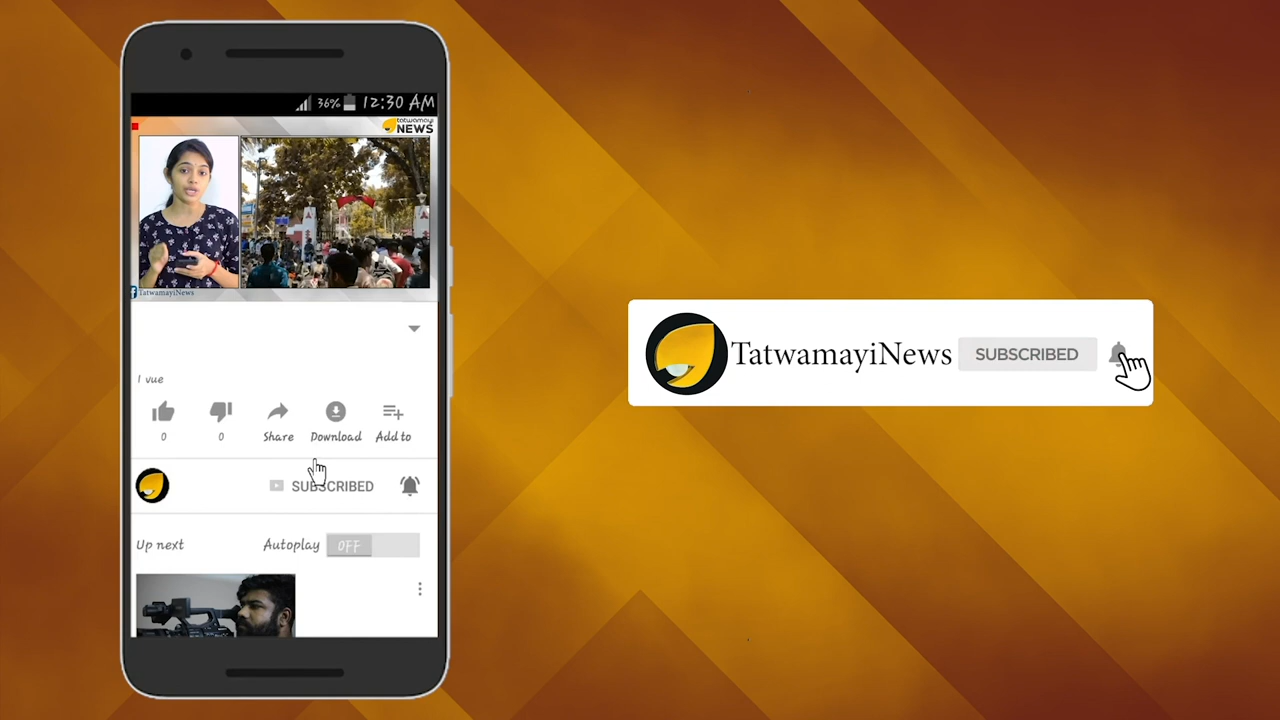 36% 12:30 AM
tatwamayi
NEWS
TatwamayiNews
1 vue
0 0 Share Download Add to
SUBSCRIBED
Up next Autoplay OFF
TatwamayiNews SUBSCRIBED